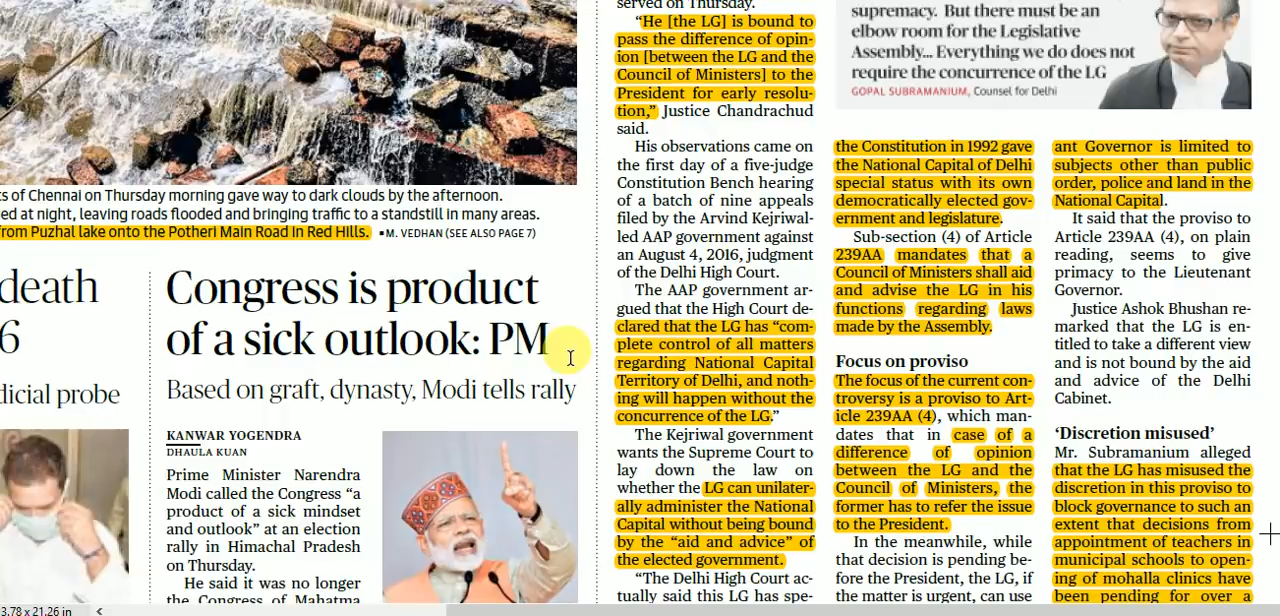 served on Thursday.
“He [the LG] is bound to
pass the difference of opin-
ion [between the LG and the
Council of Ministers] to the
President for early resolu-
tion,” Justice Chandrachud
said.
His observations came on
the first day of a five-judge
Constitution Bench hearing
of a batch of nine appeals
filed by the Arvind Kejriwal-
led AAP government against
an August 4, 2016, judgment
of the Delhi High Court.
The AAP government ar-
gued that the High Court de-
clared that the LG has “com-
plete control of all matters
regarding National Capital
Territory of Delhi, and noth-
ing will happen without the
concurrence of the LG.”
The Kejriwal government
wants the Supreme Court to
lay down the law on
whether the LG can unilater-
ally administer the National
Capital without being bound
by the “aid and advice” of
the elected government.
“The Delhi High Court ac-
tually said this LG has spe-
supremacy. But there must be an
elbow room for the Legislative
Assembly... Everything we do does not
require the concurrence of the LG
GOPAL SUBRAMANIUM, Counsel for Delhi
the Constitution in 1992 gave
the National Capital of Delhi
special status with its own
democratically elected gov-
ernment and legislature.
Sub-section (4) of Article
239AA mandates that a
Council of Ministers shall aid
and advise the LG in his
functions regarding laws
made by the Assembly.
Focus on proviso
The focus of the current con-
troversy is a proviso to Art-
icle 239AA (4), which man-
dates that in case of a
difference of opinion
between the LG and the
Council of Ministers, the
former has to refer the issue
to the President.
In the meanwhile, while
that decision is pending be-
fore the President, the LG, if
the matter is urgent, can use
ant Governor is limited to
subjects other than public
order, police and land in the
National Capital.
It said that the proviso to
Article 239AA (4), on plain
reading, seems to give
primacy to the Lieutenant
Governor.
Justice Ashok Bhushan re-
marked that the LG is en-
titled to take a different view
and is not bound by the aid
and advice of the Delhi
Cabinet.
‘Discretion misused’
Mr. Subramanium alleged
that the LG has misused the
discretion in this proviso to
block governance to such an
extent that decisions from
appointment of teachers in
municipal schools to open-
ing of mohalla clinics have
been pending for over a
ts of Chennai on Thursday morning gave way to dark clouds by the afternoon.
ed at night, leaving roads flooded and bringing traffic to a standstill in many areas.
from Puzhal lake onto the Potheri Main Road in Red Hills. ▪M. VEDHAN (SEE ALSO PAGE 7)
death
6
dicial probe
Congress is product
of a sick outlook: PM
Based on graft, dynasty, Modi tells rally
KANWAR YOGENDRA
DHAULA KUAN
Prime Minister Narendra
Modi called the Congress “a
product of a sick mindset
and outlook” at an election
rally in Himachal Pradesh
on Thursday.
He said it was no longer
the Congress of Mahatma
3.78 x 21.26 in